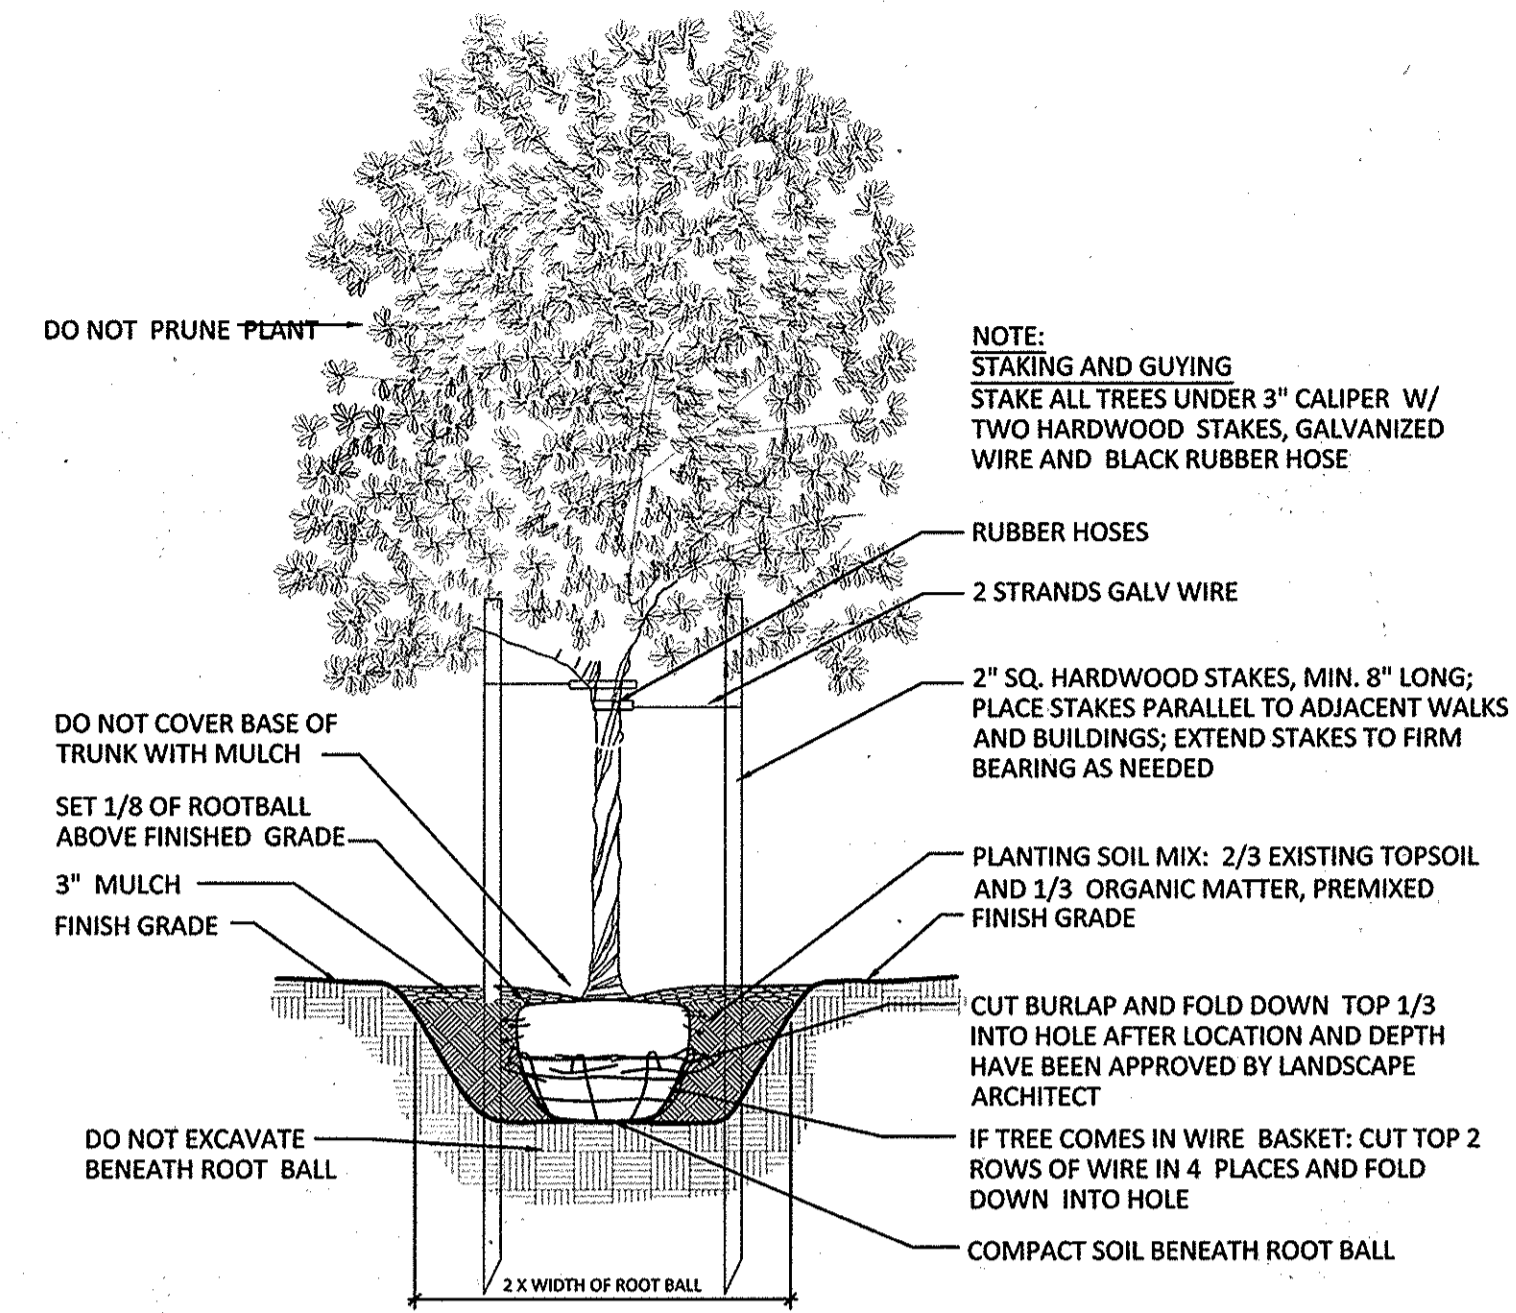 DO NOT PRUNE PLANT
NOTE:
STAKING AND GUYING
STAKE ALL TREES UNDER 3" CALIPER W/
TWO HARDWOOD STAKES, GALVANIZED
WIRE AND BLACK RUBBER HOSE
RUBBER HOSES
2 STRANDS GALV WIRE
2" SQ. HARDWOOD STAKES, MIN. 8" LONG;
PLACE STAKES PARALLEL TO ADJACENT WALKS
AND BUILDINGS; EXTEND STAKES TO FIRM
BEARING AS NEEDED
DO NOT COVER BASE OF
TRUNK WITH MULCH
SET 1/8 OF ROOTBALL
ABOVE FINISHED GRADE
3" MULCH
FINISH GRADE
PLANTING SOIL MIX: 2/3 EXISTING TOPSOIL
AND 1/3 ORGANIC MATTER, PREMIXED
FINISH GRADE
CUT BURLAP AND FOLD DOWN TOP 1/3
INTO HOLE AFTER LOCATION AND DEPTH
HAVE BEEN APPROVED BY LANDSCAPE
ARCHITECT
DO NOT EXCAVATE
BENEATH ROOT BALL
IF TREE COMES IN WIRE BASKET: CUT TOP 2
ROWS OF WIRE IN 4 PLACES AND FOLD
DOWN INTO HOLE
COMPACT SOIL BENEATH ROOT BALL
2 X WIDTH OF ROOT BALL